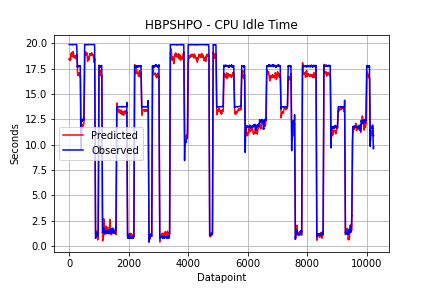 HBPSHPO - CPU Idle Time
20.0
17.5
15.0
12.5
10.0
7.5
5.0
2.5
0.0
Seconds
Predicted
Observed
0 2000 4000 6000 8000 10000
Datapoint